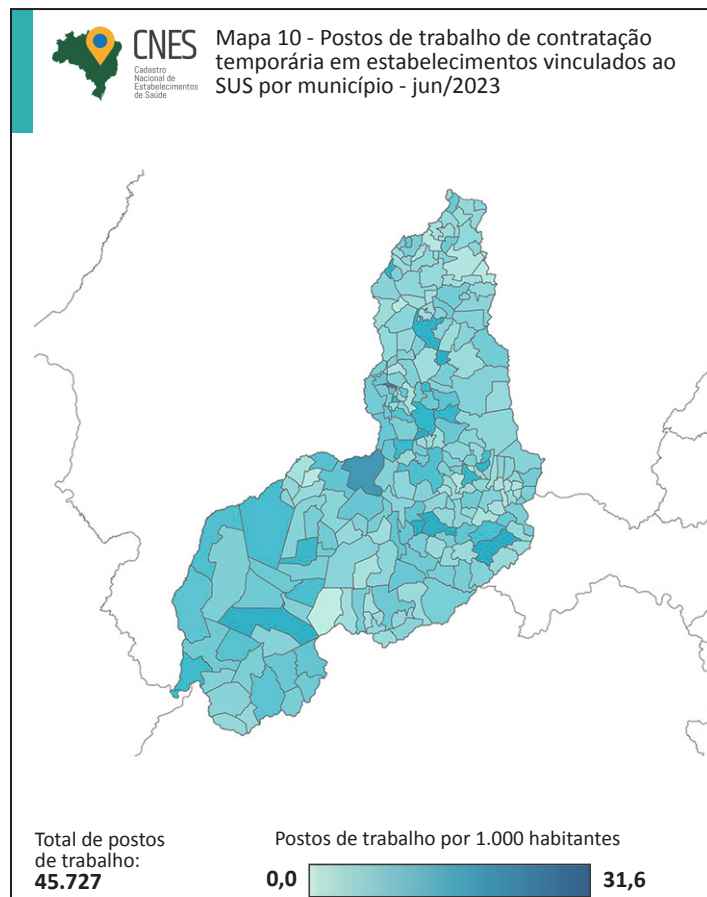 CNES
Cadastro
Nacional de
Estabelecimentos
de Saúde
Mapa 10 - Postos de trabalho de contratação
temporária em estabelecimentos vinculados ao
SUS por município - jun/2023
Total de postos
de trabalho:
45.727
Postos de trabalho por 1.000 habitantes
0,0
31,6